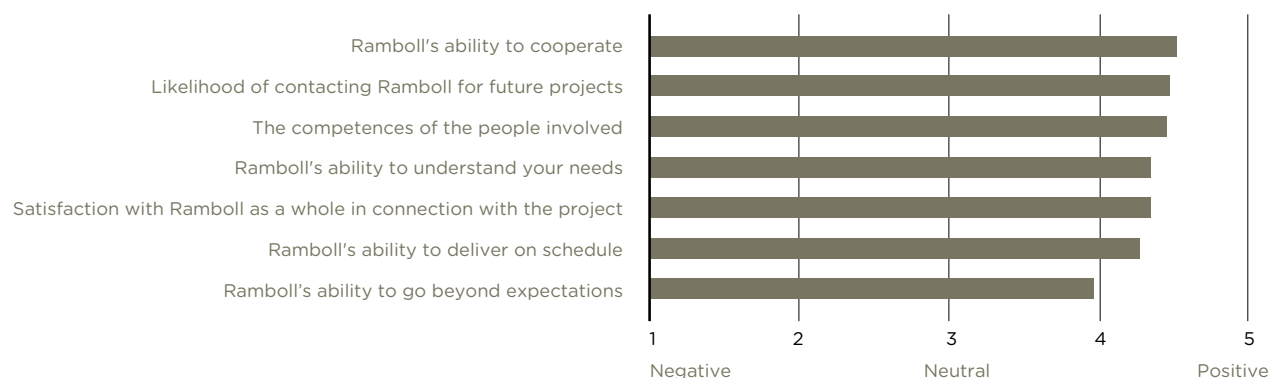 Ramboll's ability to cooperate
Likelihood of contacting Ramboll for future projects
The competences of the people involved
Ramboll's ability to understand your needs
Satisfaction with Ramboll as a whole in connection with the project
Ramboll's ability to deliver on schedule
Ramboll’s ability to go beyond expectations
1 2 3 4 5
Negative Neutral Positive